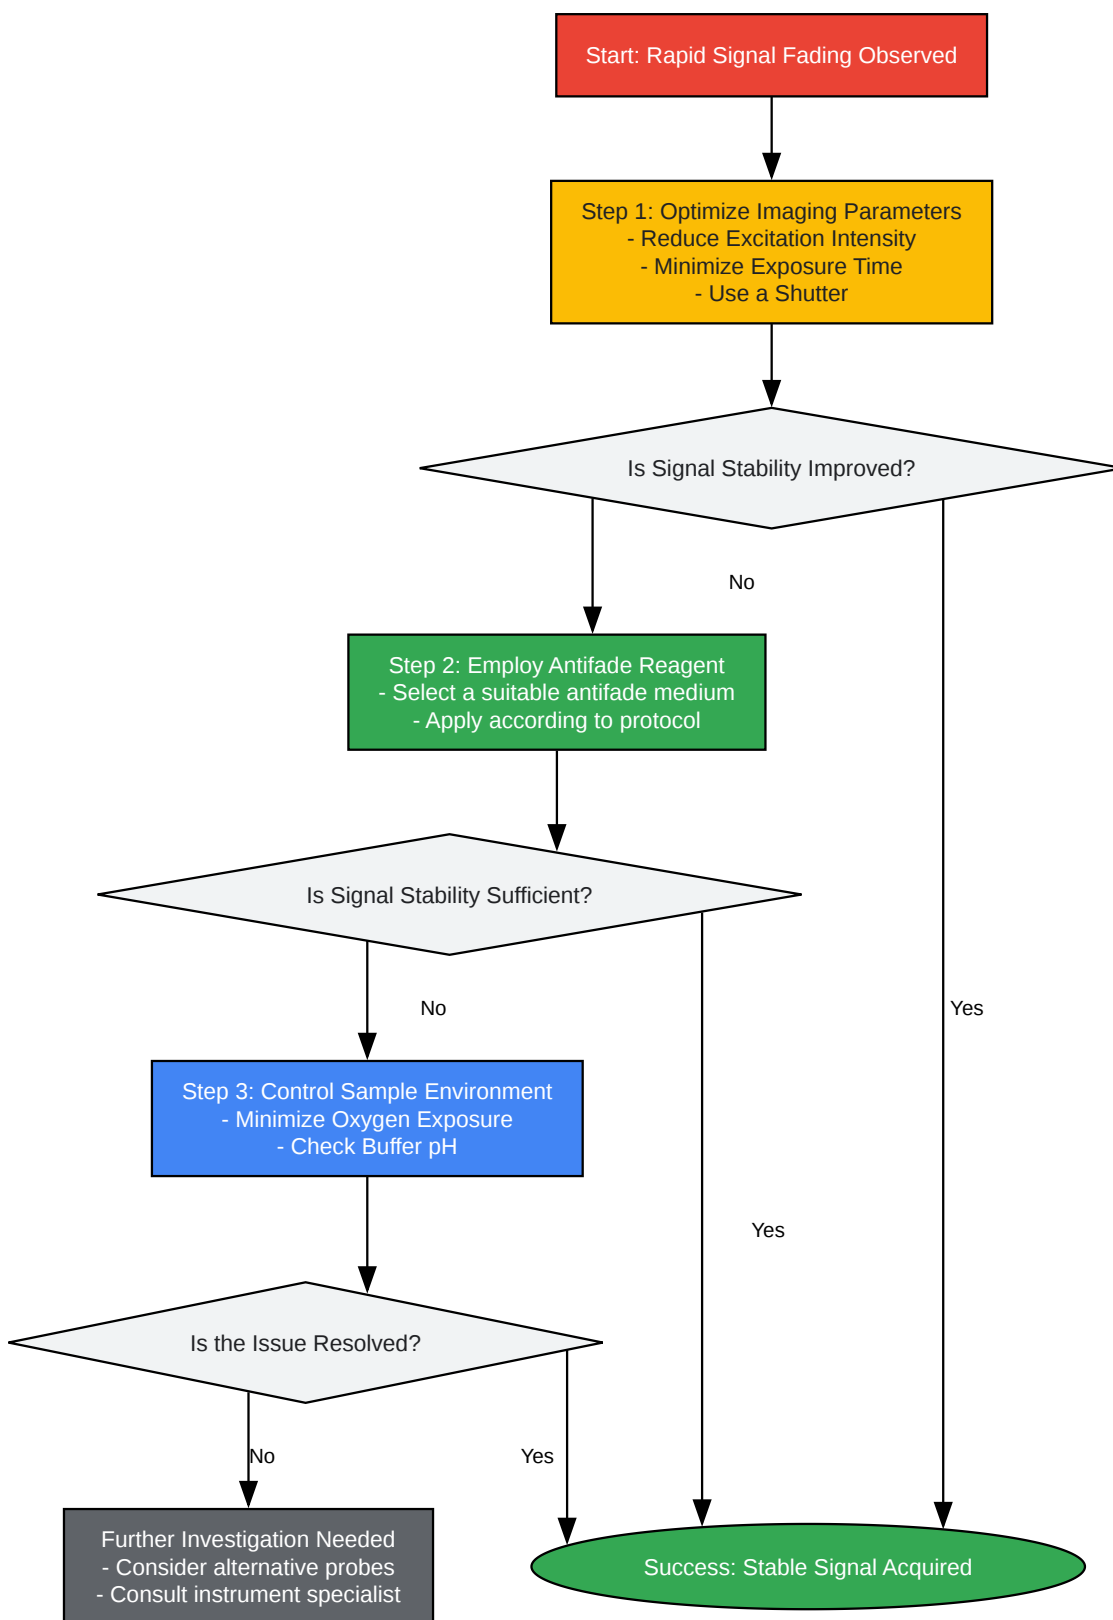 Start: Rapid Signal Fading Observed
Step 1: Optimize Imaging Parameters
- Reduce Excitation Intensity
- Minimize Exposure Time
- Use a Shutter
Is Signal Stability Improved?
No
Step 2: Employ Antifade Reagent
- Select a suitable antifade medium
- Apply according to protocol
Is Signal Stability Sufficient?
No
Yes
Step 3: Control Sample Environment
- Minimize Oxygen Exposure
- Check Buffer pH
Yes
Is the Issue Resolved?
No
Yes
Further Investigation Needed
- Consider alternative probes
- Consult instrument specialist
Success: Stable Signal Acquired